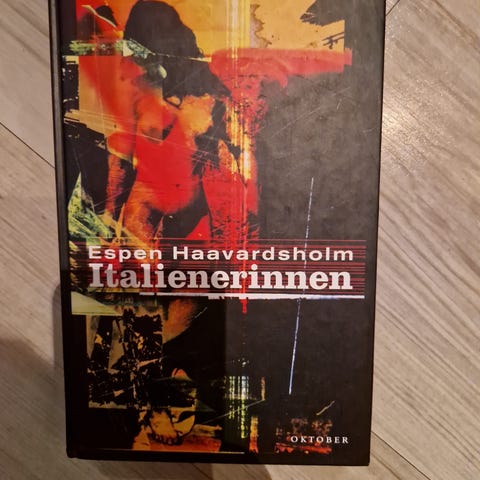 Espen Haavardsholm
Italienerinnen
OKTOBER